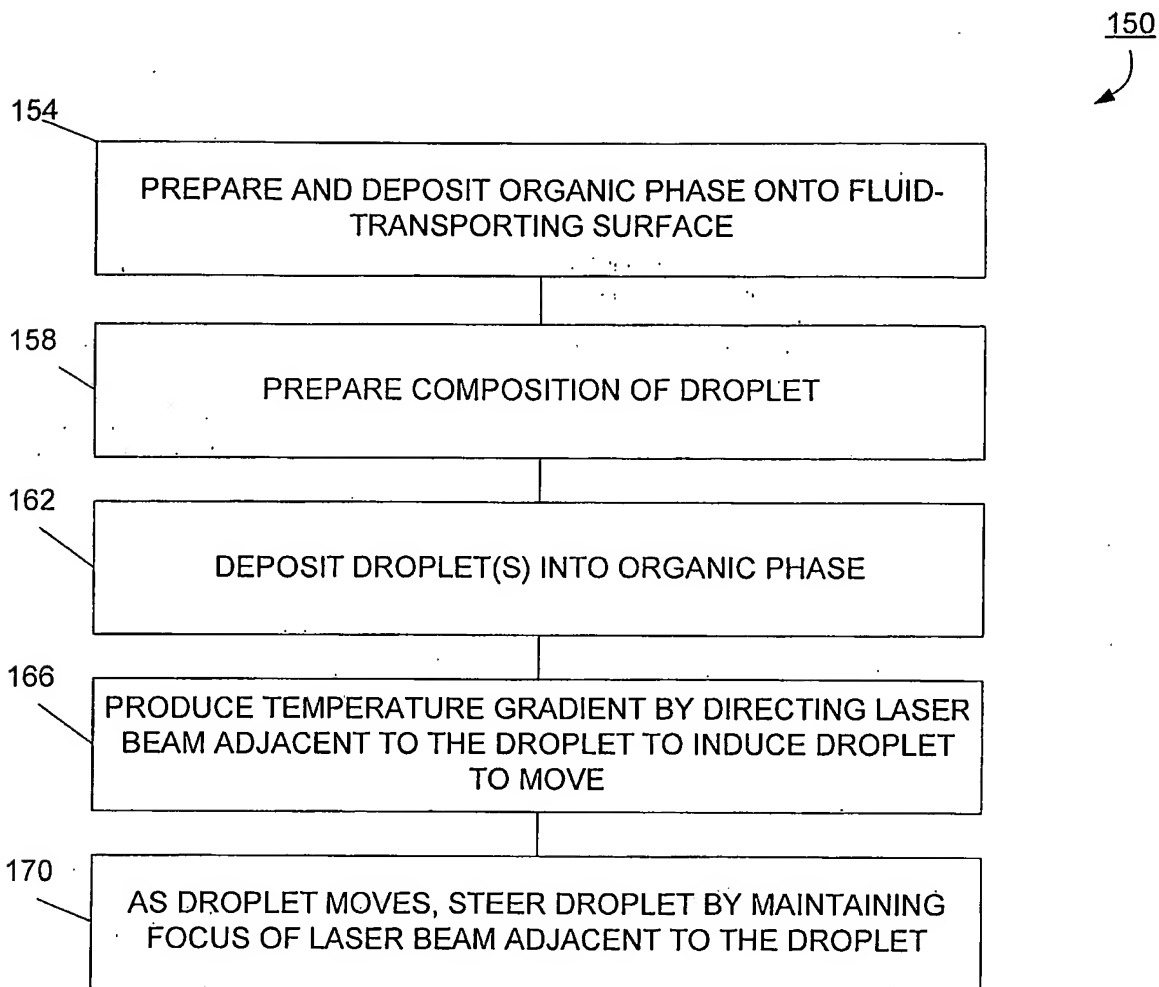 150
154
PREPARE AND DEPOSIT ORGANIC PHASE ONTO FLUID-
TRANSPORTING SURFACE
158
PREPARE COMPOSITION OF DROPLET
162
DEPOSIT DROPLET(S) INTO ORGANIC PHASE
166
PRODUCE TEMPERATURE GRADIENT BY DIRECTING LASER
BEAM ADJACENT TO THE DROPLET TO INDUCE DROPLET
TO MOVE
170
AS DROPLET MOVES, STEER DROPLET BY MAINTAINING
FOCUS OF LASER BEAM ADJACENT TO THE DROPLET